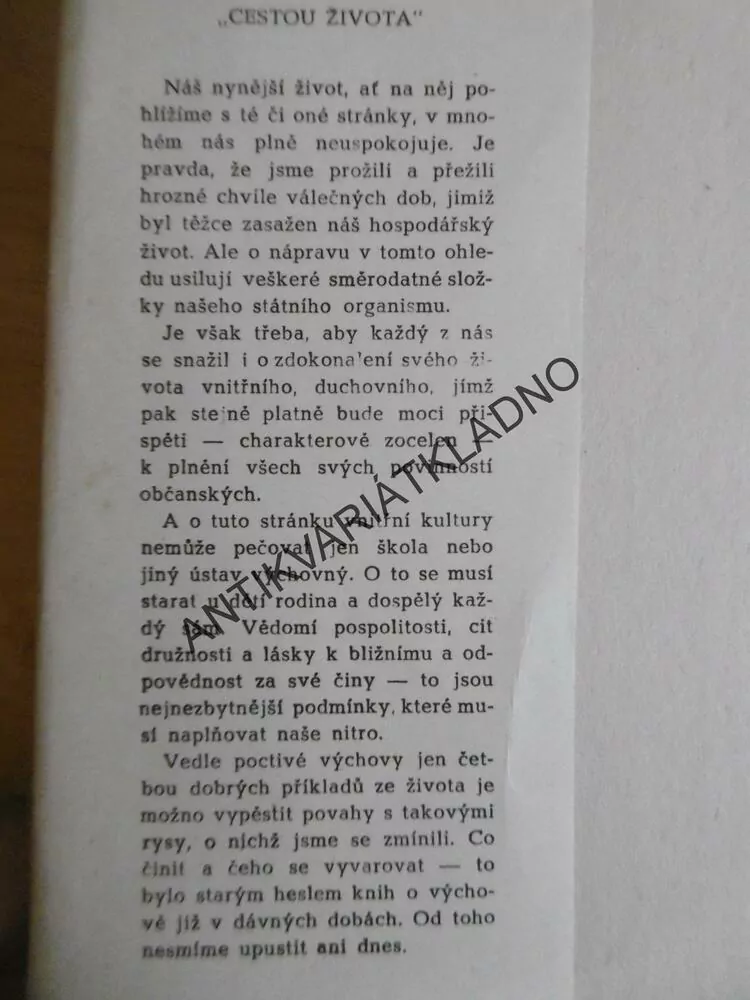 „CESTOU ŽIVOTA"
Náš nynější život, ať na něj po-
hlížíme s té či oné stránky, v mno-
hém nás plně neuspokojuje. Je
pravda, že jsme prožili a přežili
hrozné chvíle válečných dob, jimiž
byl těžce zasažen náš hospodářský
život. Ale o nápravu v tomto ohle-
du usilují veškeré směrodatné slož-
ky našeho státního organismu.
Je však třeba, aby každý z nás
se snažil i o zdokonalení svého ži-
vota vnitřního, duchovního, jímž
pak stejně platně bude moci při-
spěti — charakterově zocelen —
k plnění všech svých povinností
občanských.
A o tuto stránku vnitřní kultury
nemůže pečovat jen škola nebo
jiný ústav výchovný. O to se musí
starat u dětí rodina a dospělý kaž-
dý sám. Vědomí pospolitosti, cit
družnosti a lásky k bližnímu a od-
povědnost za své činy — to jsou
nejnezbytnější podmínky, které mu-
sí naplňovat naše nitro.
Vedle poctivé výchovy jen čet-
bou dobrých příkladů ze života je
možno vypěstit povahy s takovými
rysy, o nichž jsme se zmínili. Co
činit a čeho se vyvarovat — to
bylo starým heslem knih o výcho-
vě již v dávných dobách. Od toho
nesmíme upustit ani dnes.
ANTIKVARIÁTKLADNO